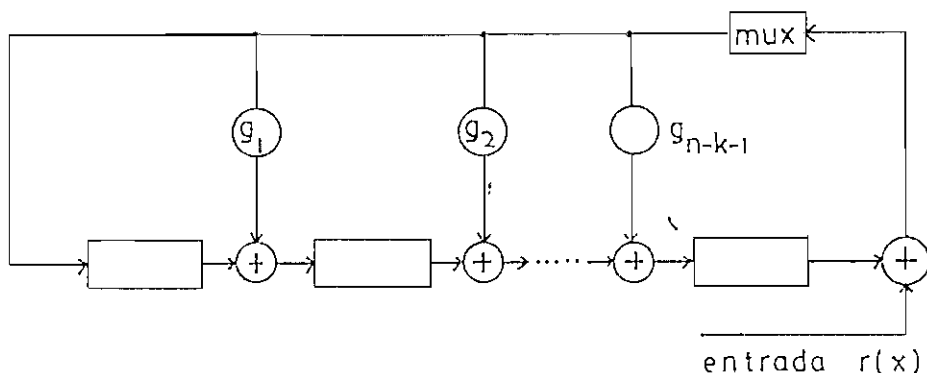 mux
g₁
g₂
gₙ₋ₖ₋₁
+
+
.....
+
+
entrada r(x)